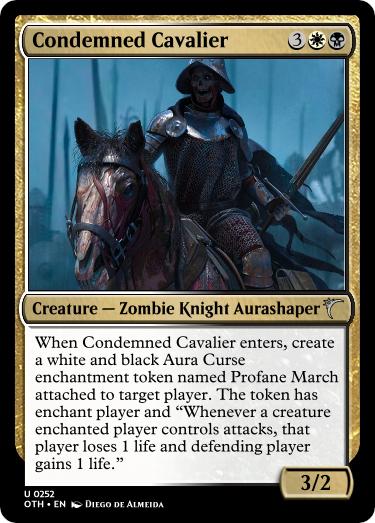 Condemned Cavalier 3
Creature — Zombie Knight Aurashaper
When Condemned Cavalier enters, create
a white and black Aura Curse
enchantment token named Profane March
attached to target player. The token has
enchant player and “Whenever a creature
enchanted player controls attacks, that
player loses 1 life and defending player
gains 1 life.”
3/2
U 0252
OTH • EN Diego de Almeida